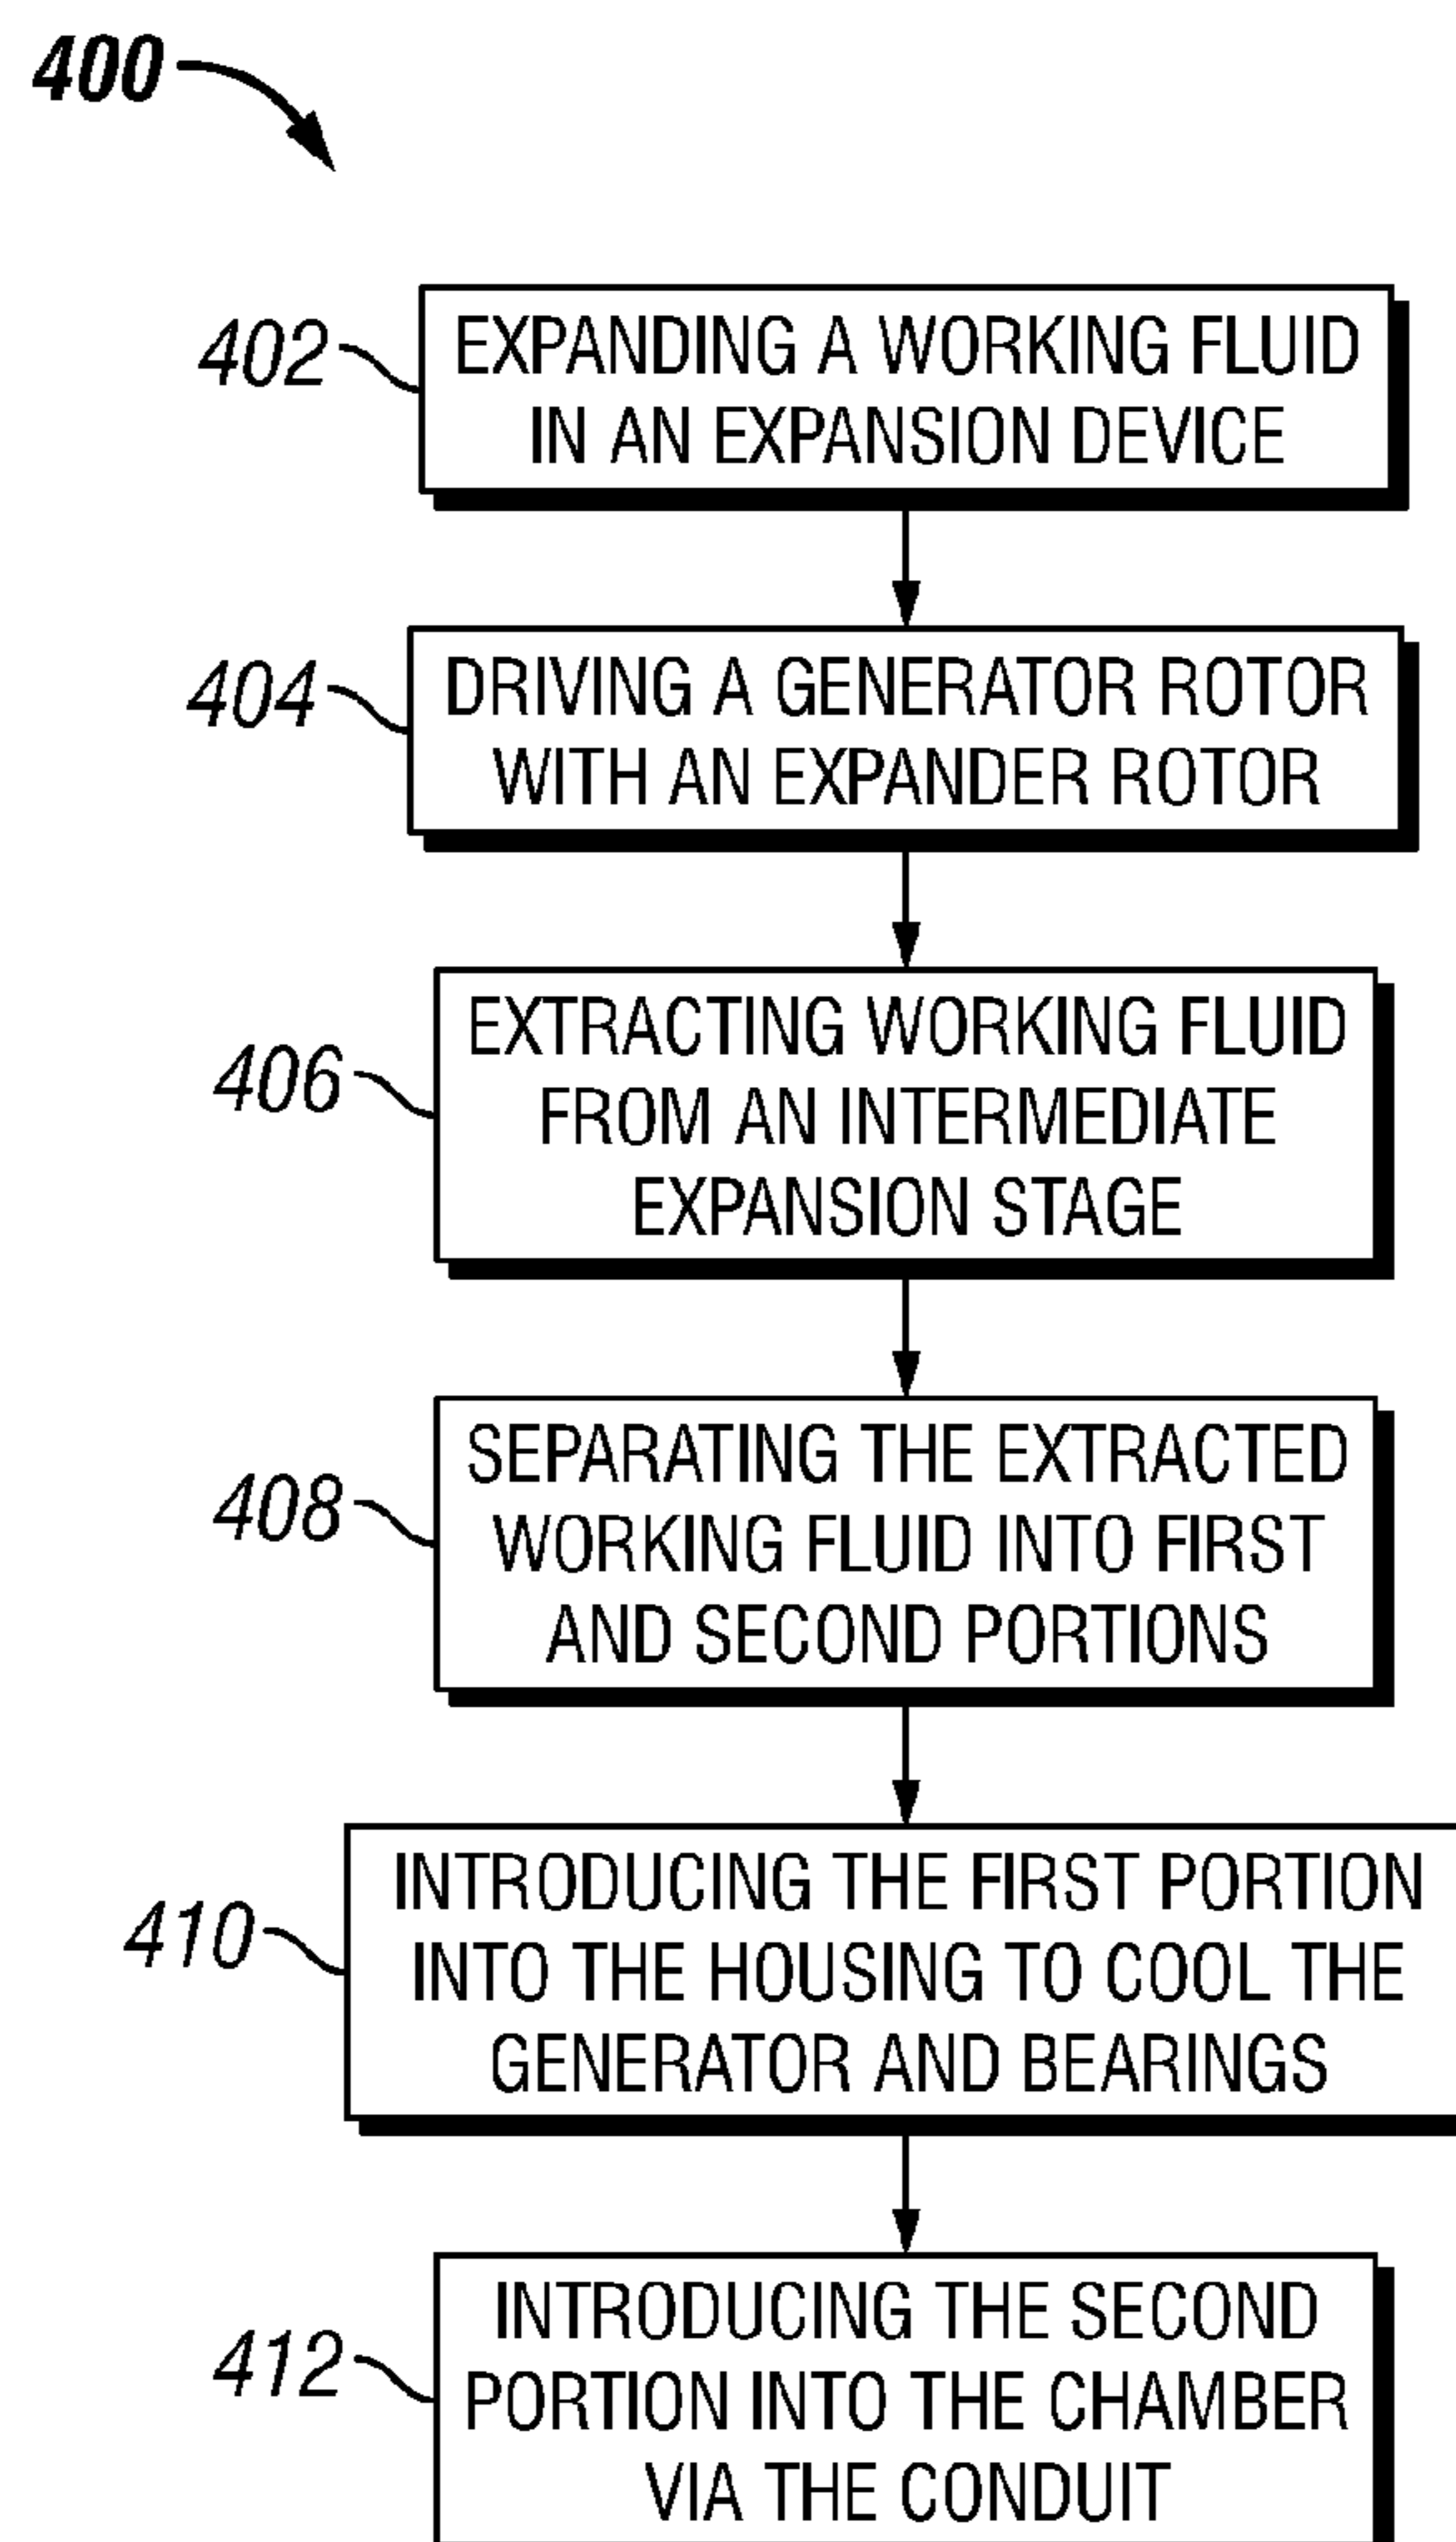 400
402
EXPANDING A WORKING FLUID
IN AN EXPANSION DEVICE
404
DRIVING A GENERATOR ROTOR
WITH AN EXPANDER ROTOR
406
EXTRACTING WORKING FLUID
FROM AN INTERMEDIATE
EXPANSION STAGE
408
SEPARATING THE EXTRACTED
WORKING FLUID INTO FIRST
AND SECOND PORTIONS
410
INTRODUCING THE FIRST PORTION
INTO THE HOUSING TO COOL THE
GENERATOR AND BEARINGS
412
INTRODUCING THE SECOND
PORTION INTO THE CHAMBER
VIA THE CONDUIT